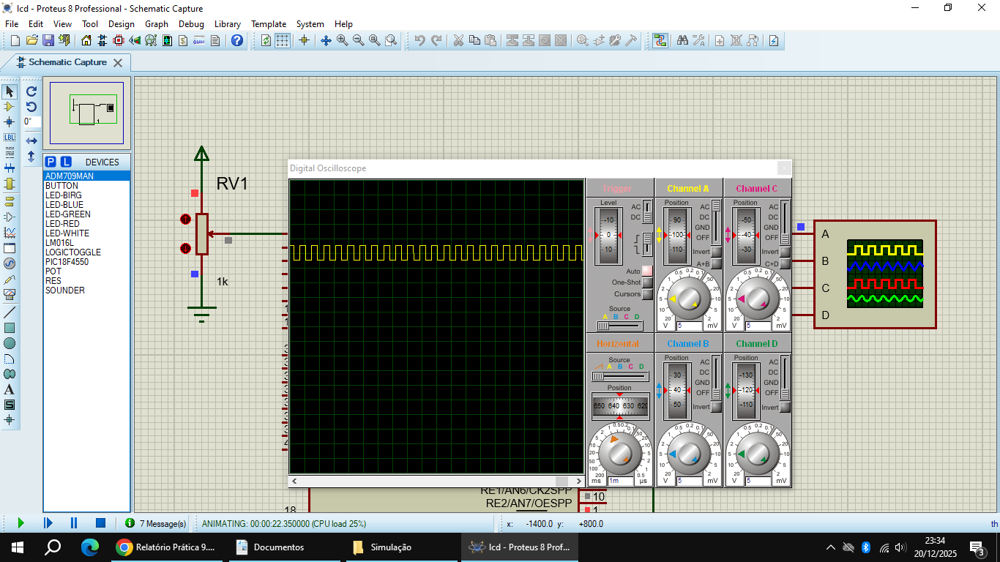 lcd - Proteus 8 Professional - Schematic Capture
File Edit View Tool Design Graph Debug Library Template System Help
Schematic Capture
0°
LBL
P L DEVICES
ADM709MAN
BUTTON
LED-BIRG
LED-BLUE
LED-GREEN
LED-RED
LED-WHITE
LM016L
LOGICTOGGLE
PIC18F4550
POT
RES
SOUNDER
A
S
RV1
1k
Digital Oscilloscope
Trigger
Level
-10
0
10
AC
DC
Auto
One-Shot
Cursors
Source
A B C D
Channel A
Position
90
100
110
AC
DC
GND
OFF
Invert
A+B
V 5 mV
Channel C
Position
-50
-40
-30
AC
DC
GND
OFF
Invert
C+D
V 5 mV
Horizontal
Source
A B C D
Position
650 640 630 620
ms 1m µs
Channel B
Position
30
40
50
AC
DC
GND
OFF
Invert
V 5 mV
Channel D
Position
-130
-120
-110
AC
DC
GND
OFF
Invert
V 5 mV
A
B
C
D
RE1/AN6/CK2SPP
RE2/AN7/OESPP
10
18
7 Message(s)
ANIMATING: 00:00:22.350000 (CPU load 25%)
x: -1400.0 y: +800.0
th
Relatório Prática 9....
Documentos
Simulação
lcd - Proteus 8 Prof...
23:34
20/12/2025
3